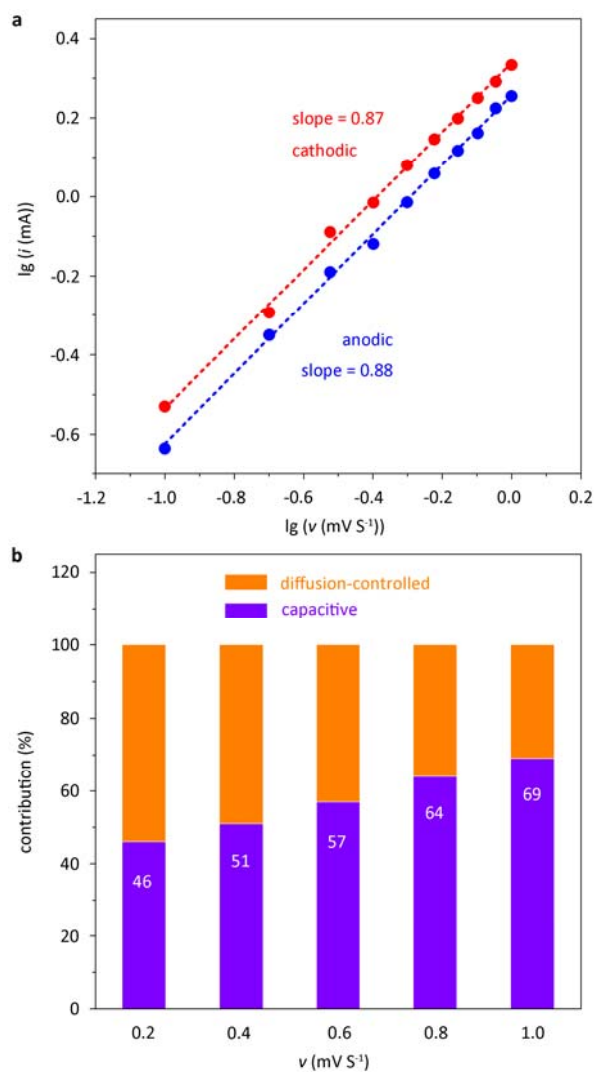 a
0.4
0.2
0.0
-0.2
-0.4
-0.6
lg (i (mA))
slope = 0.87
cathodic
anodic
slope = 0.88
-1.2 -1.0 -0.8 -0.6 -0.4 -0.2 0.0 0.2
lg (v (mV S⁻¹))
b
120
100
80
60
40
20
0
contribution (%)
diffusion-controlled
capacitive
46 51 57 64 69
0.2 0.4 0.6 0.8 1.0
v (mV S⁻¹)